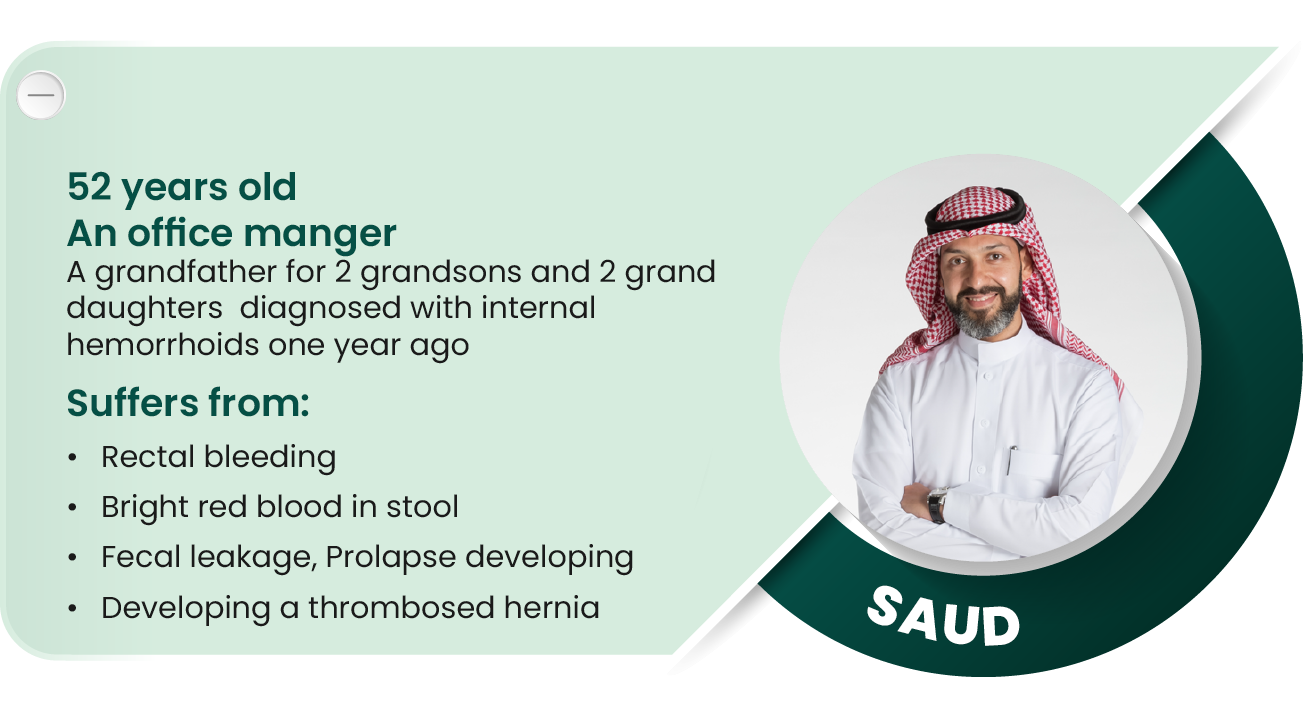 52 years old
An office manger
A grandfather for 2 grandsons and 2 grand
daughters diagnosed with internal
hemorrhoids one year ago
Suffers from:
• Rectal bleeding
• Bright red blood in stool
• Fecal leakage, Prolapse developing
• Developing a thrombosed hernia
SAUD